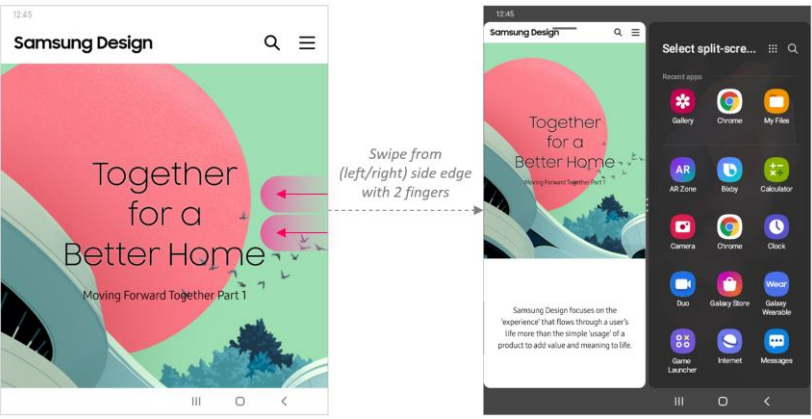 12:45
Samsung Design
Together
for a
Better Home
Moving Forward Together Part 1
Swipe from
(left/right) side edge
with 2 fingers
12:45
Samsung Design
Together
for a
Better Home
Moving Forward Together Part 1
Samsung Design focuses on the
'experience' that flows through a user's
life more than the simple 'usage' of a
product to add value and meaning to life.
Select split-scre...
Recent apps
Gallery
Chrome
My Files
AR
AR Zone
Bixby
Calculator
Camera
Chrome
Clock
Duo
Galaxy Store
Wear
Galaxy
Wearable
Game
Launcher
Internet
Messages